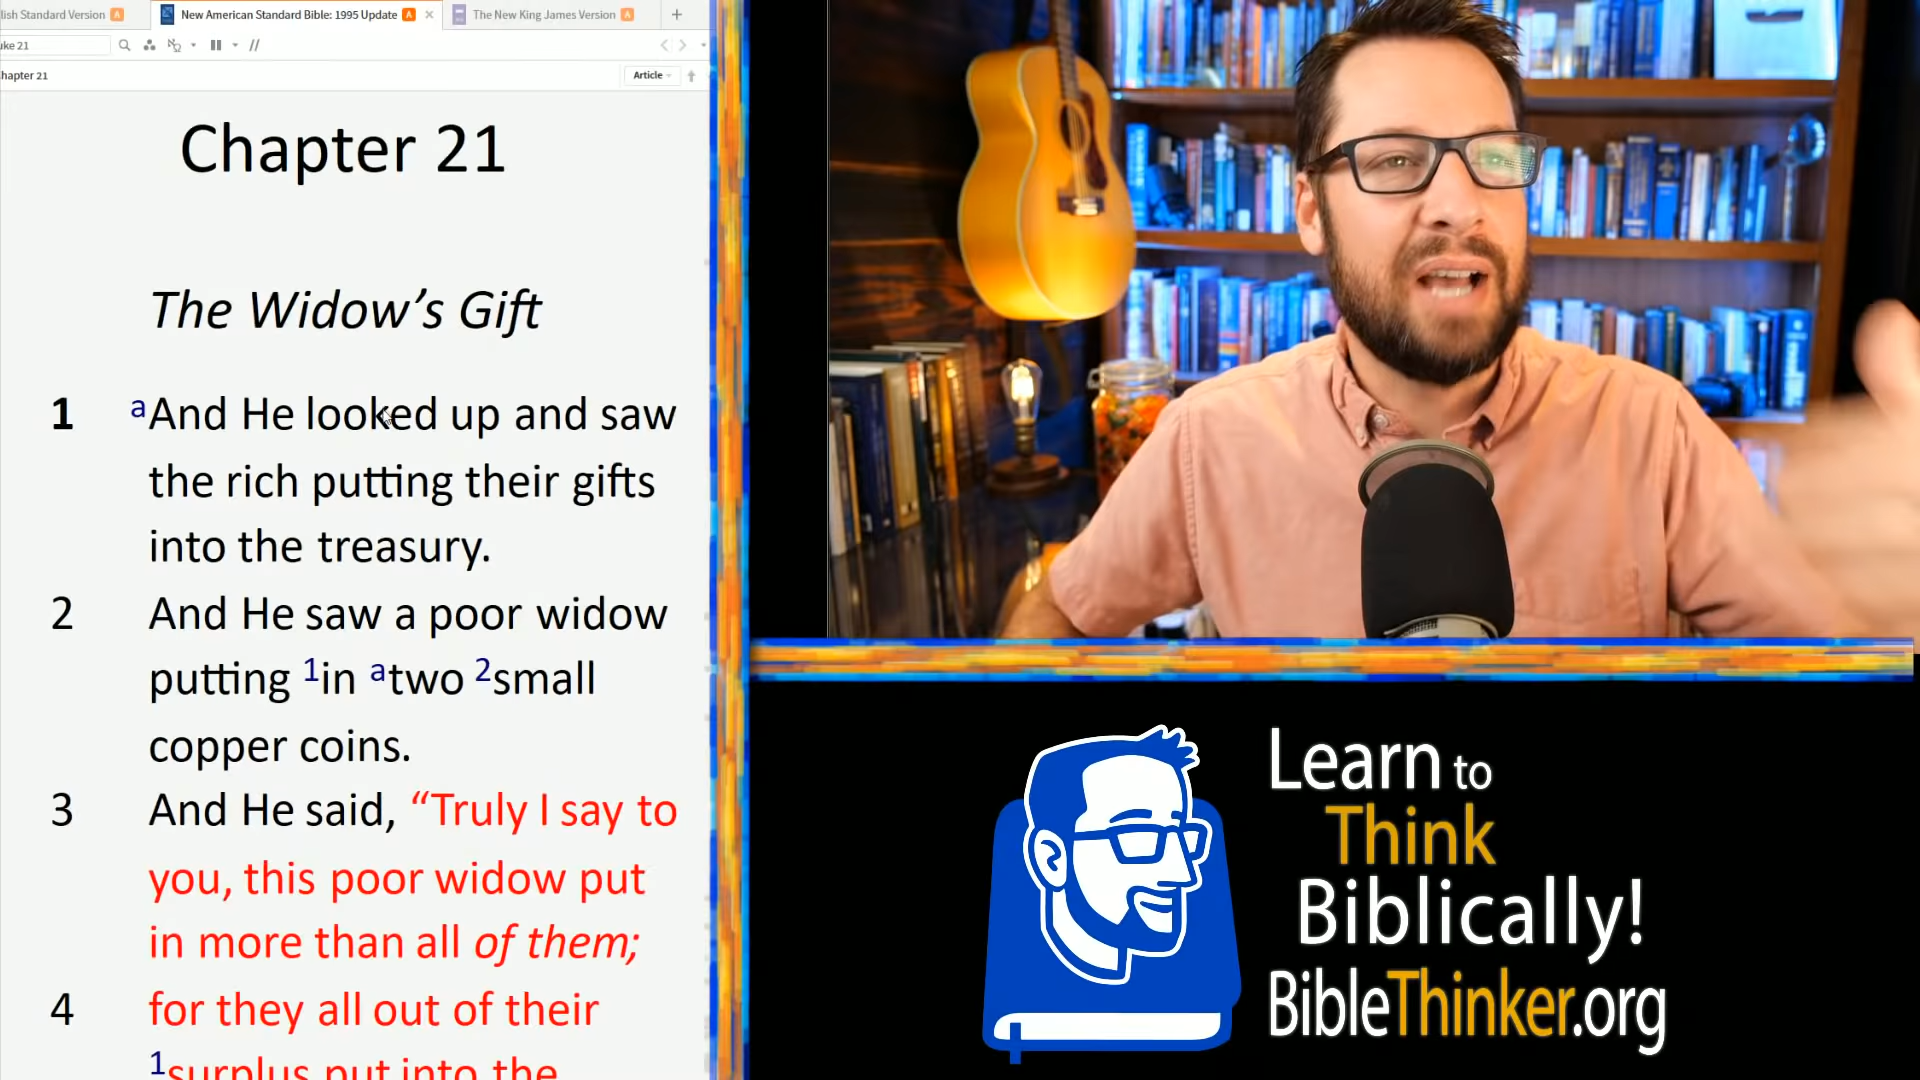 lish Standard Version A
New American Standard Bible: 1995 Update A
The New King James Version A
uke 21
hapter 21
Article
Chapter 21
The Widow's Gift
1 aAnd He looked up and saw
the rich putting their gifts
into the treasury.
2 And He saw a poor widow
putting 1in atwo 2small
copper coins.
3 And He said, “Truly I say to
you, this poor widow put
in more than all of them;
4 for they all out of their
1surplus put into the
Learn to
Think
Biblically!
BibleThinker.org